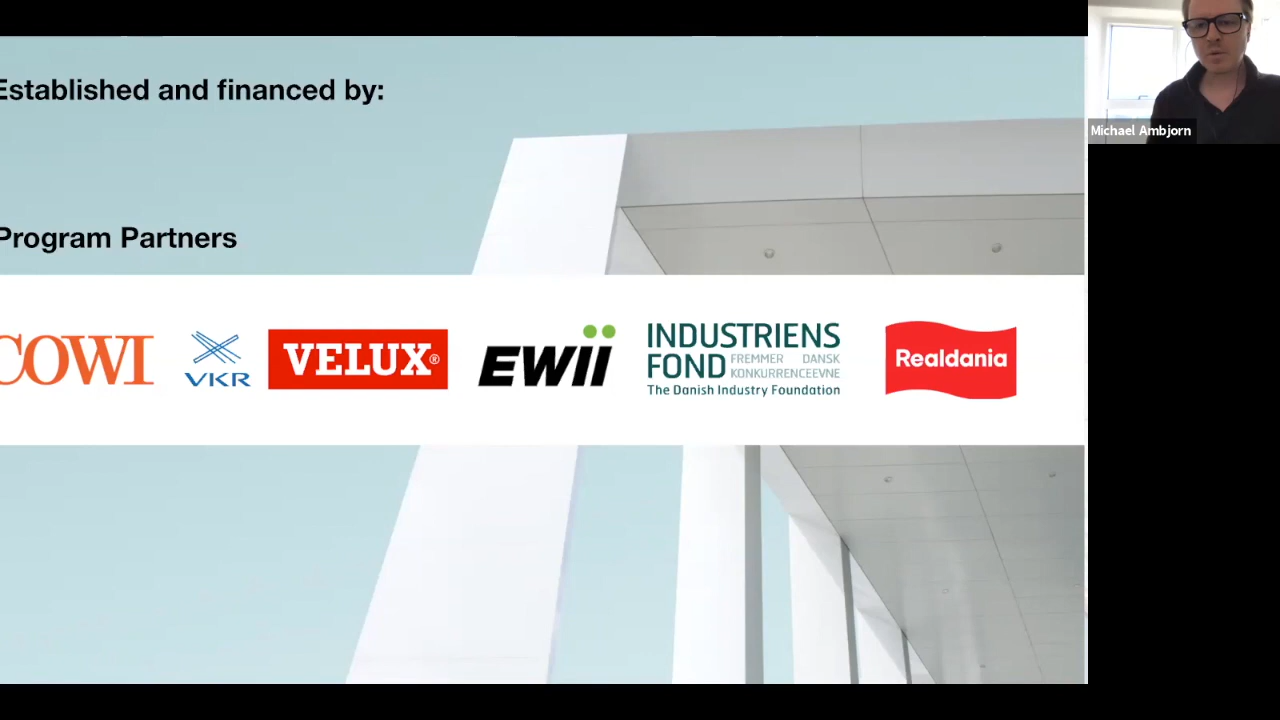 Established and financed by:
Michael Ambjorn
Program Partners
COWI
VKR
VELUX®
EWII
INDUSTRIENS
FOND FREMMER DANSK
KONKURRENCEEVNE
The Danish Industry Foundation
Realdania